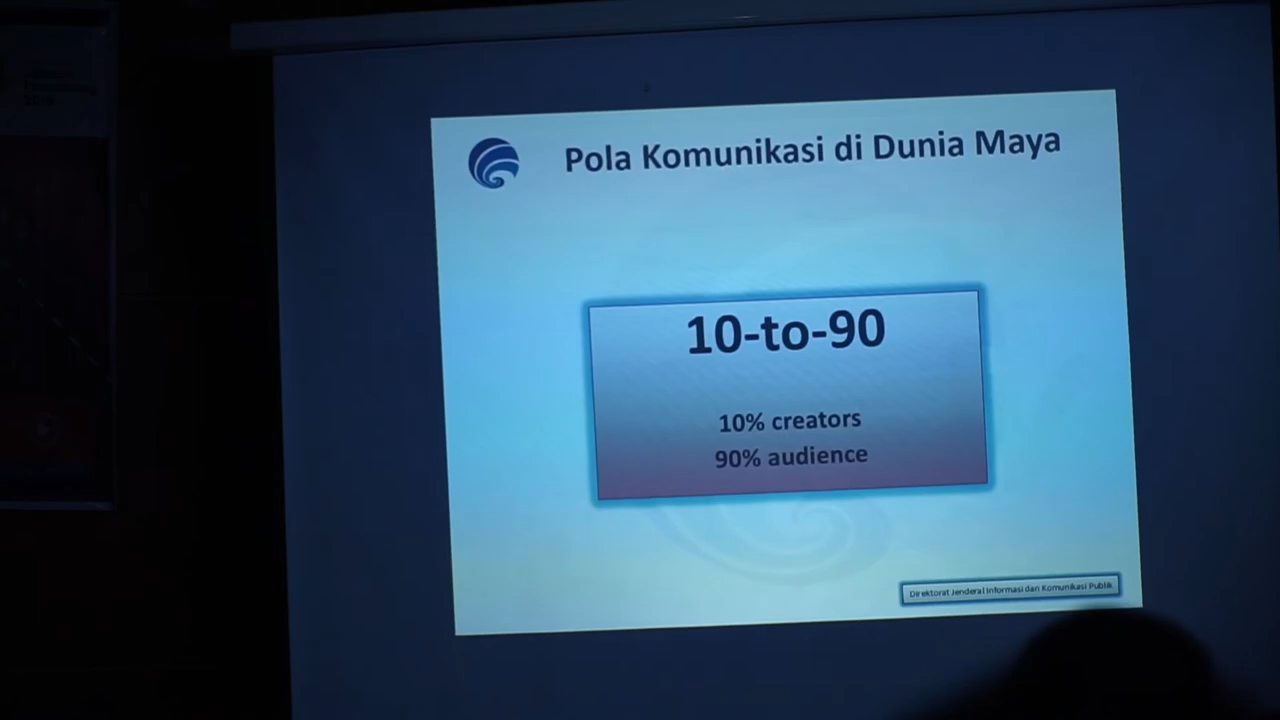 Pola Komunikasi di Dunia Maya
10-to-90
10% creators
90% audience
Direktorat Jenderal Informasi dan Komunikasi Publik